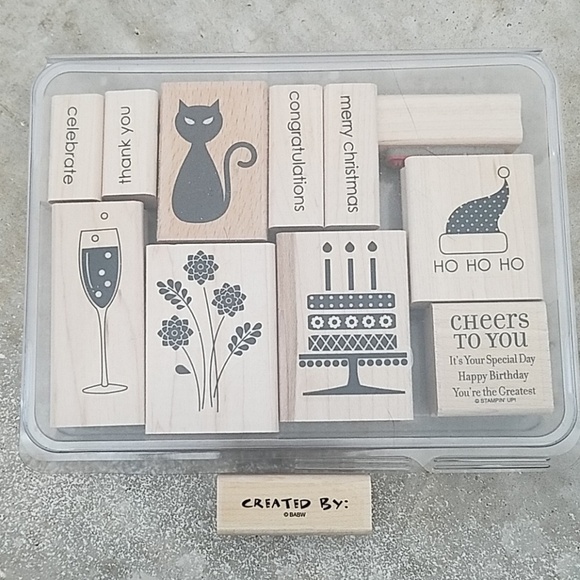 celebrate
thank you
congratulations
merry christmas
HO HO HO
CHEERS
TO YOU
It's Your Special Day
Happy Birthday
You're the Greatest
© STAMPIN' UP!
CREATED BY:
© BABW